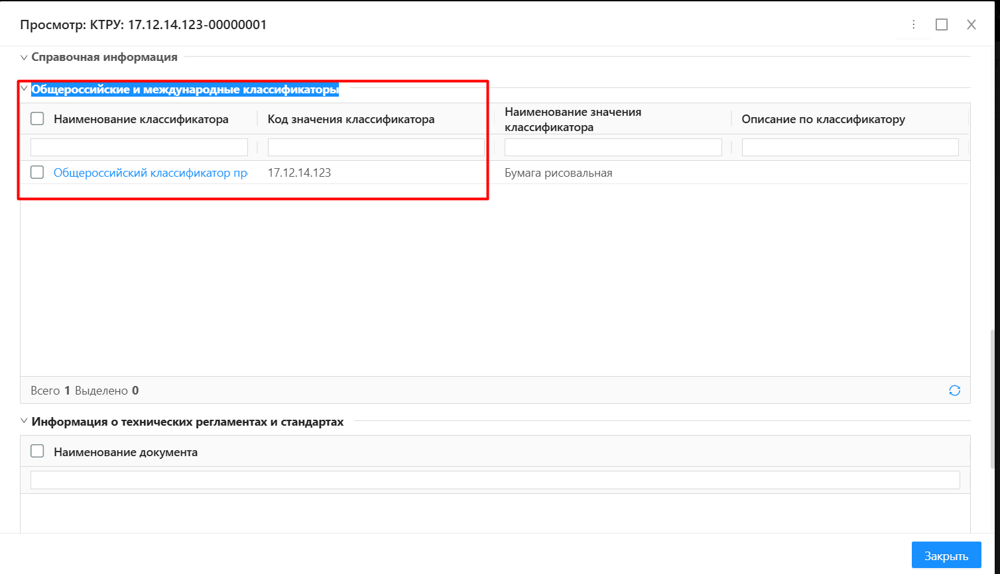 Просмотр: КТРУ: 17.12.14.123-00000001
Справочная информация
Общероссийские и международные классификаторы
Наименование классификатора
Код значения классификатора
Наименование значения
классификатора
Описание по классификатору
Общероссийский классификатор пр
17.12.14.123
Бумага рисовальная
Всего 1 Выделено 0
Информация о технических регламентах и стандартах
Наименование документа
Закрыть